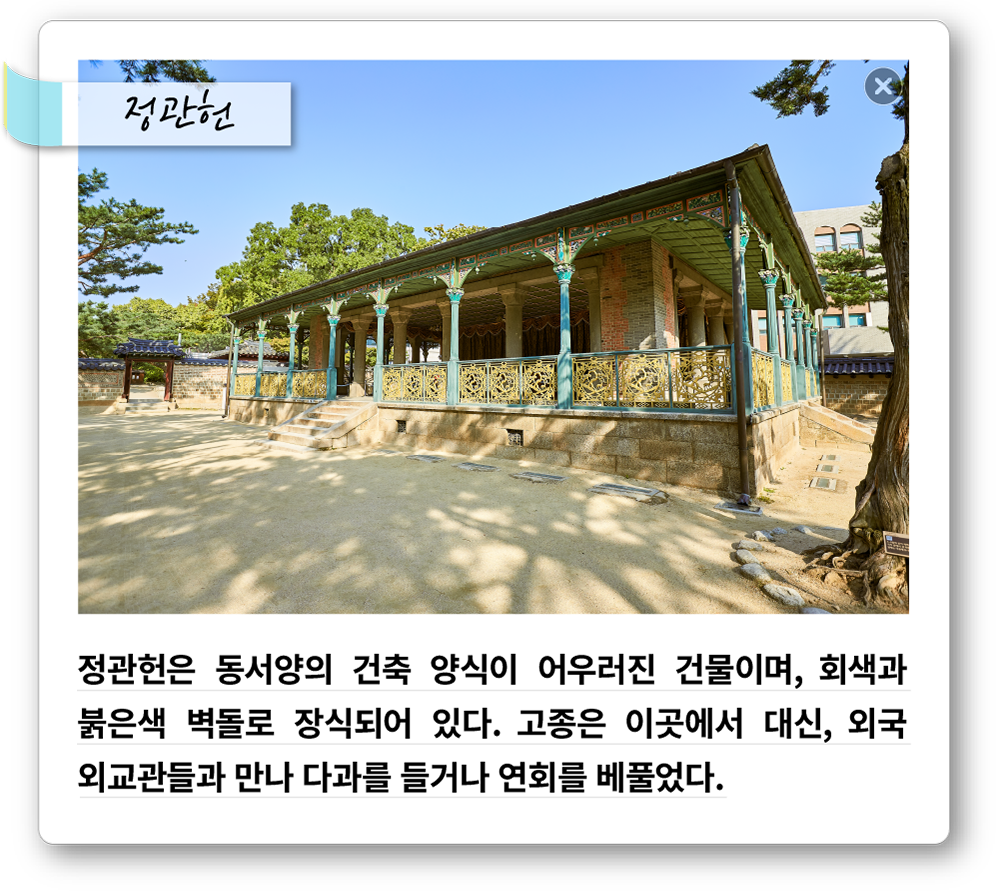 정관헌
정관헌은 동서양의 건축 양식이 어우러진 건물이며, 회색과
붉은색 벽돌로 장식되어 있다. 고종은 이곳에서 대신, 외국
외교관들과 만나 다과를 들거나 연회를 베풀었다.